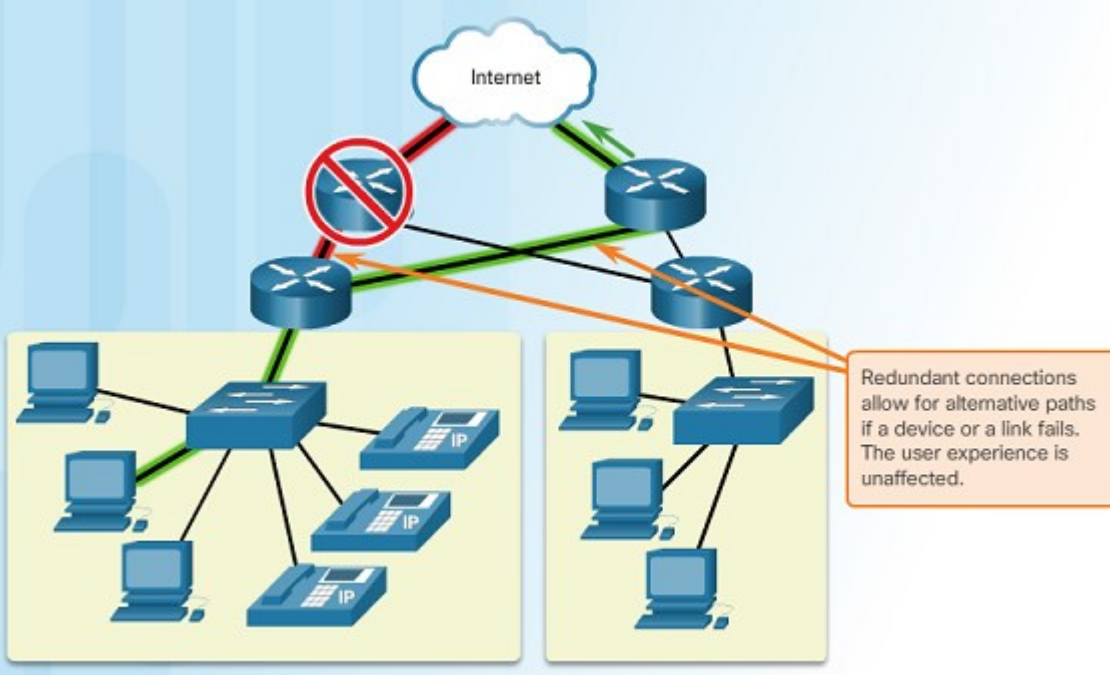 Internet
Redundant connections
allow for alternative paths
if a device or a link fails.
The user experience is
unaffected.
IP
IP
IP